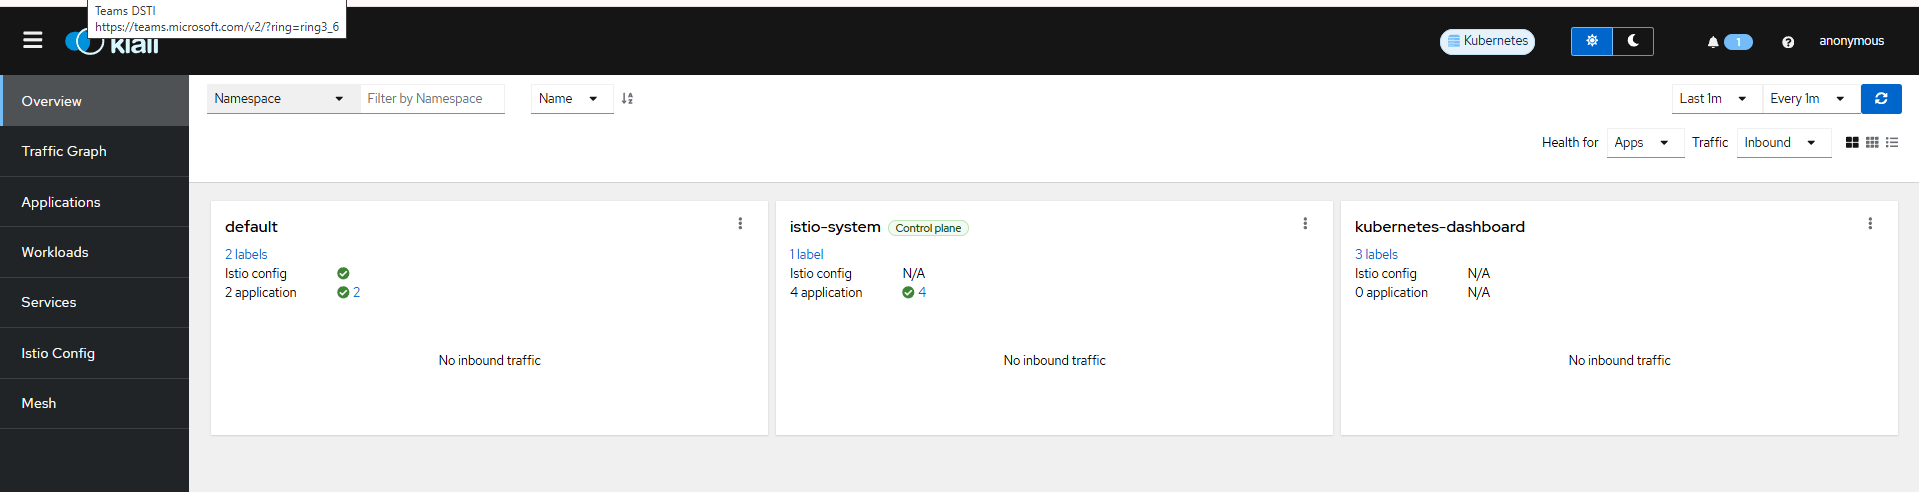 Teams DSTI
https://teams.microsoft.com/v2/?ring=ring3_6
kiali
Kubernetes
1
anonymous
Overview
Traffic Graph
Applications
Workloads
Services
Istio Config
Mesh
Namespace
Filter by Namespace
Name
Last 1m
Every 1m
Health for
Apps
Traffic
Inbound
default
2 labels
Istio config
2 application
2
No inbound traffic
istio-system
Control plane
1 label
Istio config
N/A
4 application
4
No inbound traffic
kubernetes-dashboard
3 labels
Istio config
N/A
0 application
N/A
No inbound traffic